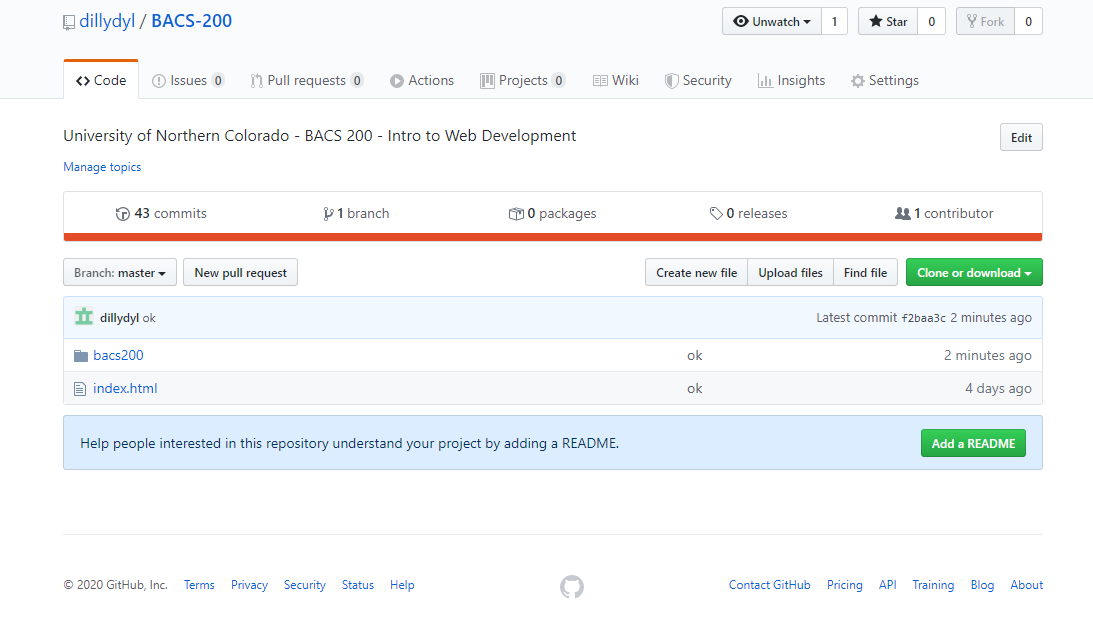 dillydyl / BACS-200 Unwatch 1 Star 0 Fork 0
Code Issues 0 Pull requests 0 Actions Projects 0 Wiki Security Insights Settings
University of Northern Colorado - BACS 200 - Intro to Web Development Edit
Manage topics
43 commits 1 branch 0 packages 0 releases 1 contributor
Branch: master New pull request Create new file Upload files Find file Clone or download
dillydyl ok Latest commit f2baa3c 2 minutes ago
bacs200 ok 2 minutes ago
index.html ok 4 days ago
Help people interested in this repository understand your project by adding a README. Add a README
© 2020 GitHub, Inc. Terms Privacy Security Status Help Contact GitHub Pricing API Training Blog About